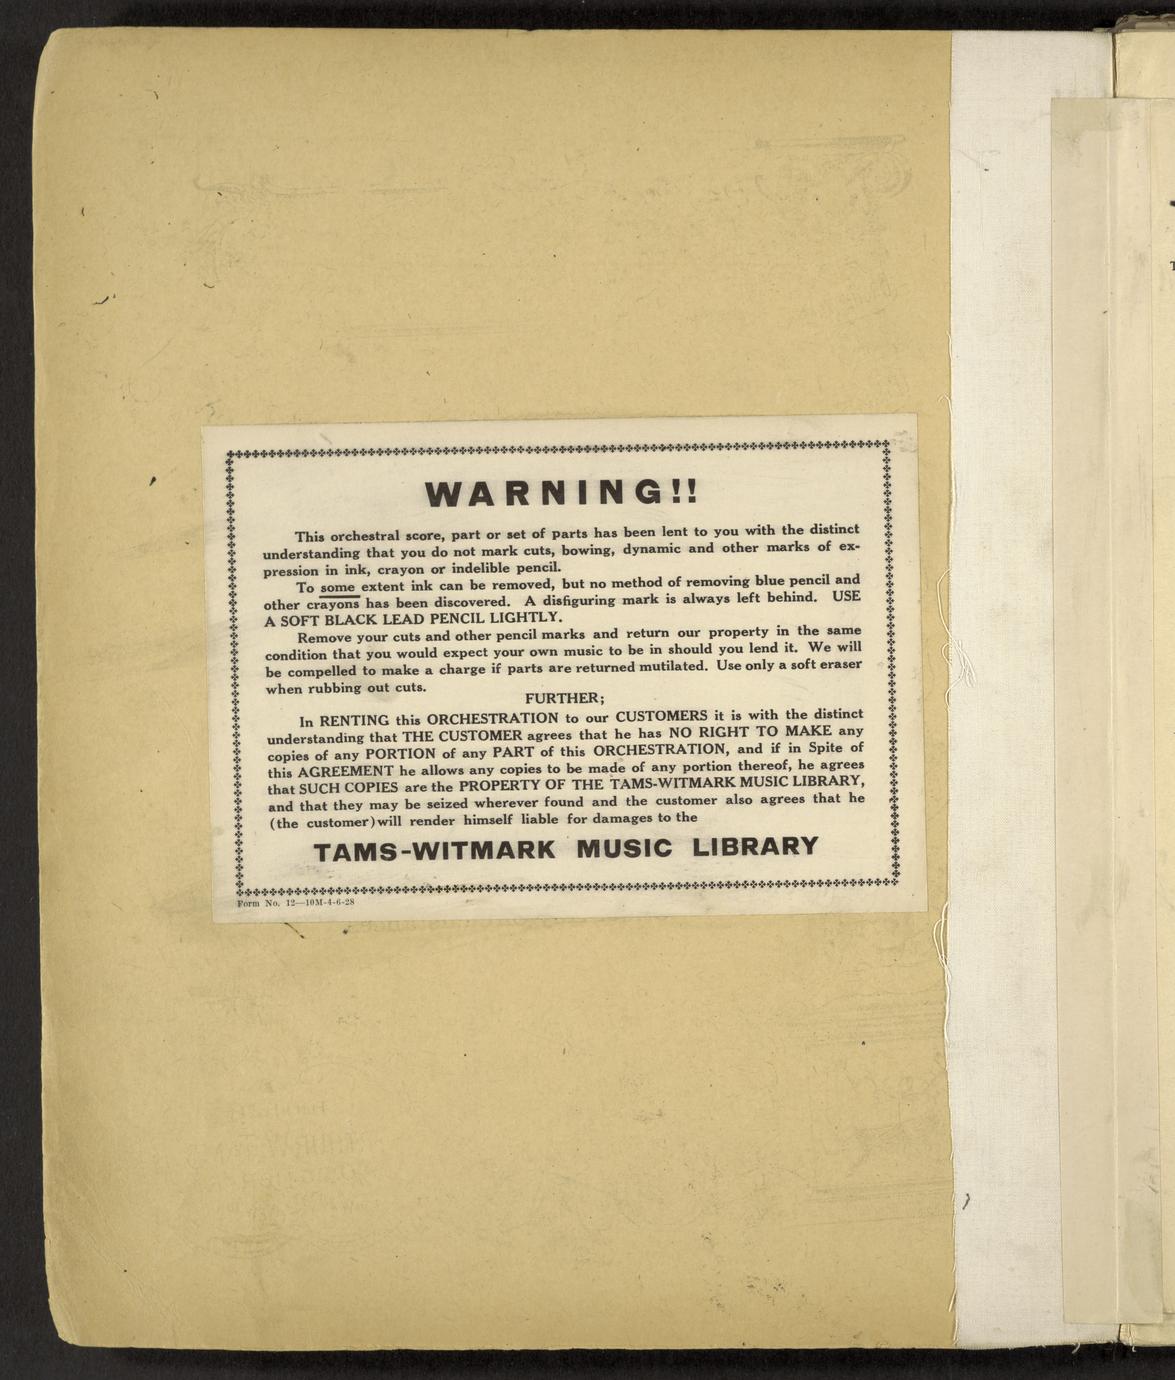 WARNING!!
This orchestral score, part or set of parts has been lent to you with the distinct
understanding that you do not mark cuts, bowing, dynamic and other marks of ex-
pression in ink, crayon or indelible pencil.
To some extent ink can be removed, but no method of removing blue pencil and
other crayons has been discovered. A disfiguring mark is always left behind. USE
A SOFT BLACK LEAD PENCIL LIGHTLY.
Remove your cuts and other pencil marks and return our property in the same
condition that you would expect your own music to be in should you lend it. We will
be compelled to make a charge if parts are returned mutilated. Use only a soft eraser
when rubbing out cuts.
FURTHER;
In RENTING this ORCHESTRATION to our CUSTOMERS it is with the distinct
understanding that THE CUSTOMER agrees that he has NO RIGHT TO MAKE any
copies of any PORTION of any PART of this ORCHESTRATION, and if in Spite of
this AGREEMENT he allows any copies to be made of any portion thereof, he agrees
that SUCH COPIES are the PROPERTY OF THE TAMS-WITMARK MUSIC LIBRARY,
and that they may be seized wherever found and the customer also agrees that he
(the customer) will render himself liable for damages to the
TAMS-WITMARK MUSIC LIBRARY
Form No. 12—10M-4-6-28